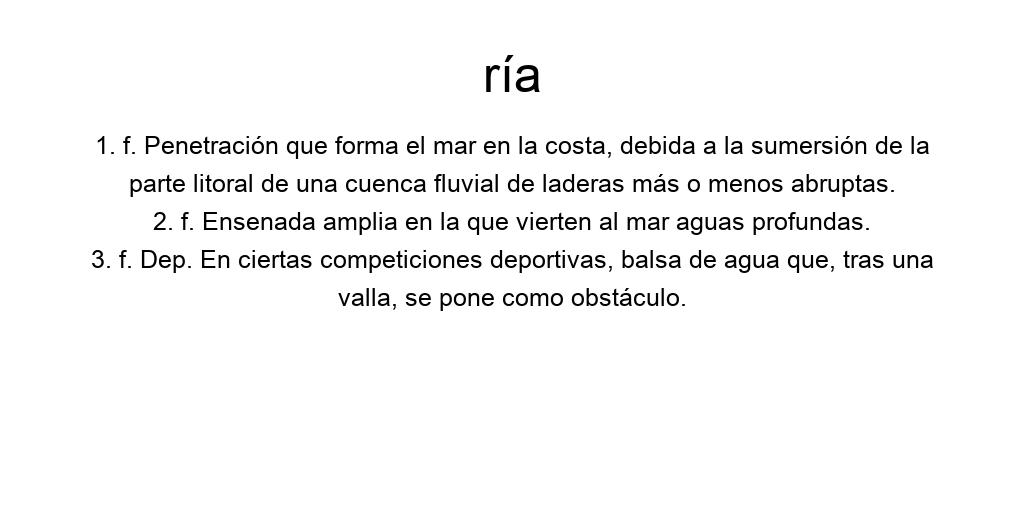 ría
1. f. Penetración que forma el mar en la costa, debida a la sumersión de la
parte litoral de una cuenca fluvial de laderas más o menos abruptas.
2. f. Ensenada amplia en la que vierten al mar aguas profundas.
3. f. Dep. En ciertas competiciones deportivas, balsa de agua que, tras una
valla, se pone como obstáculo.